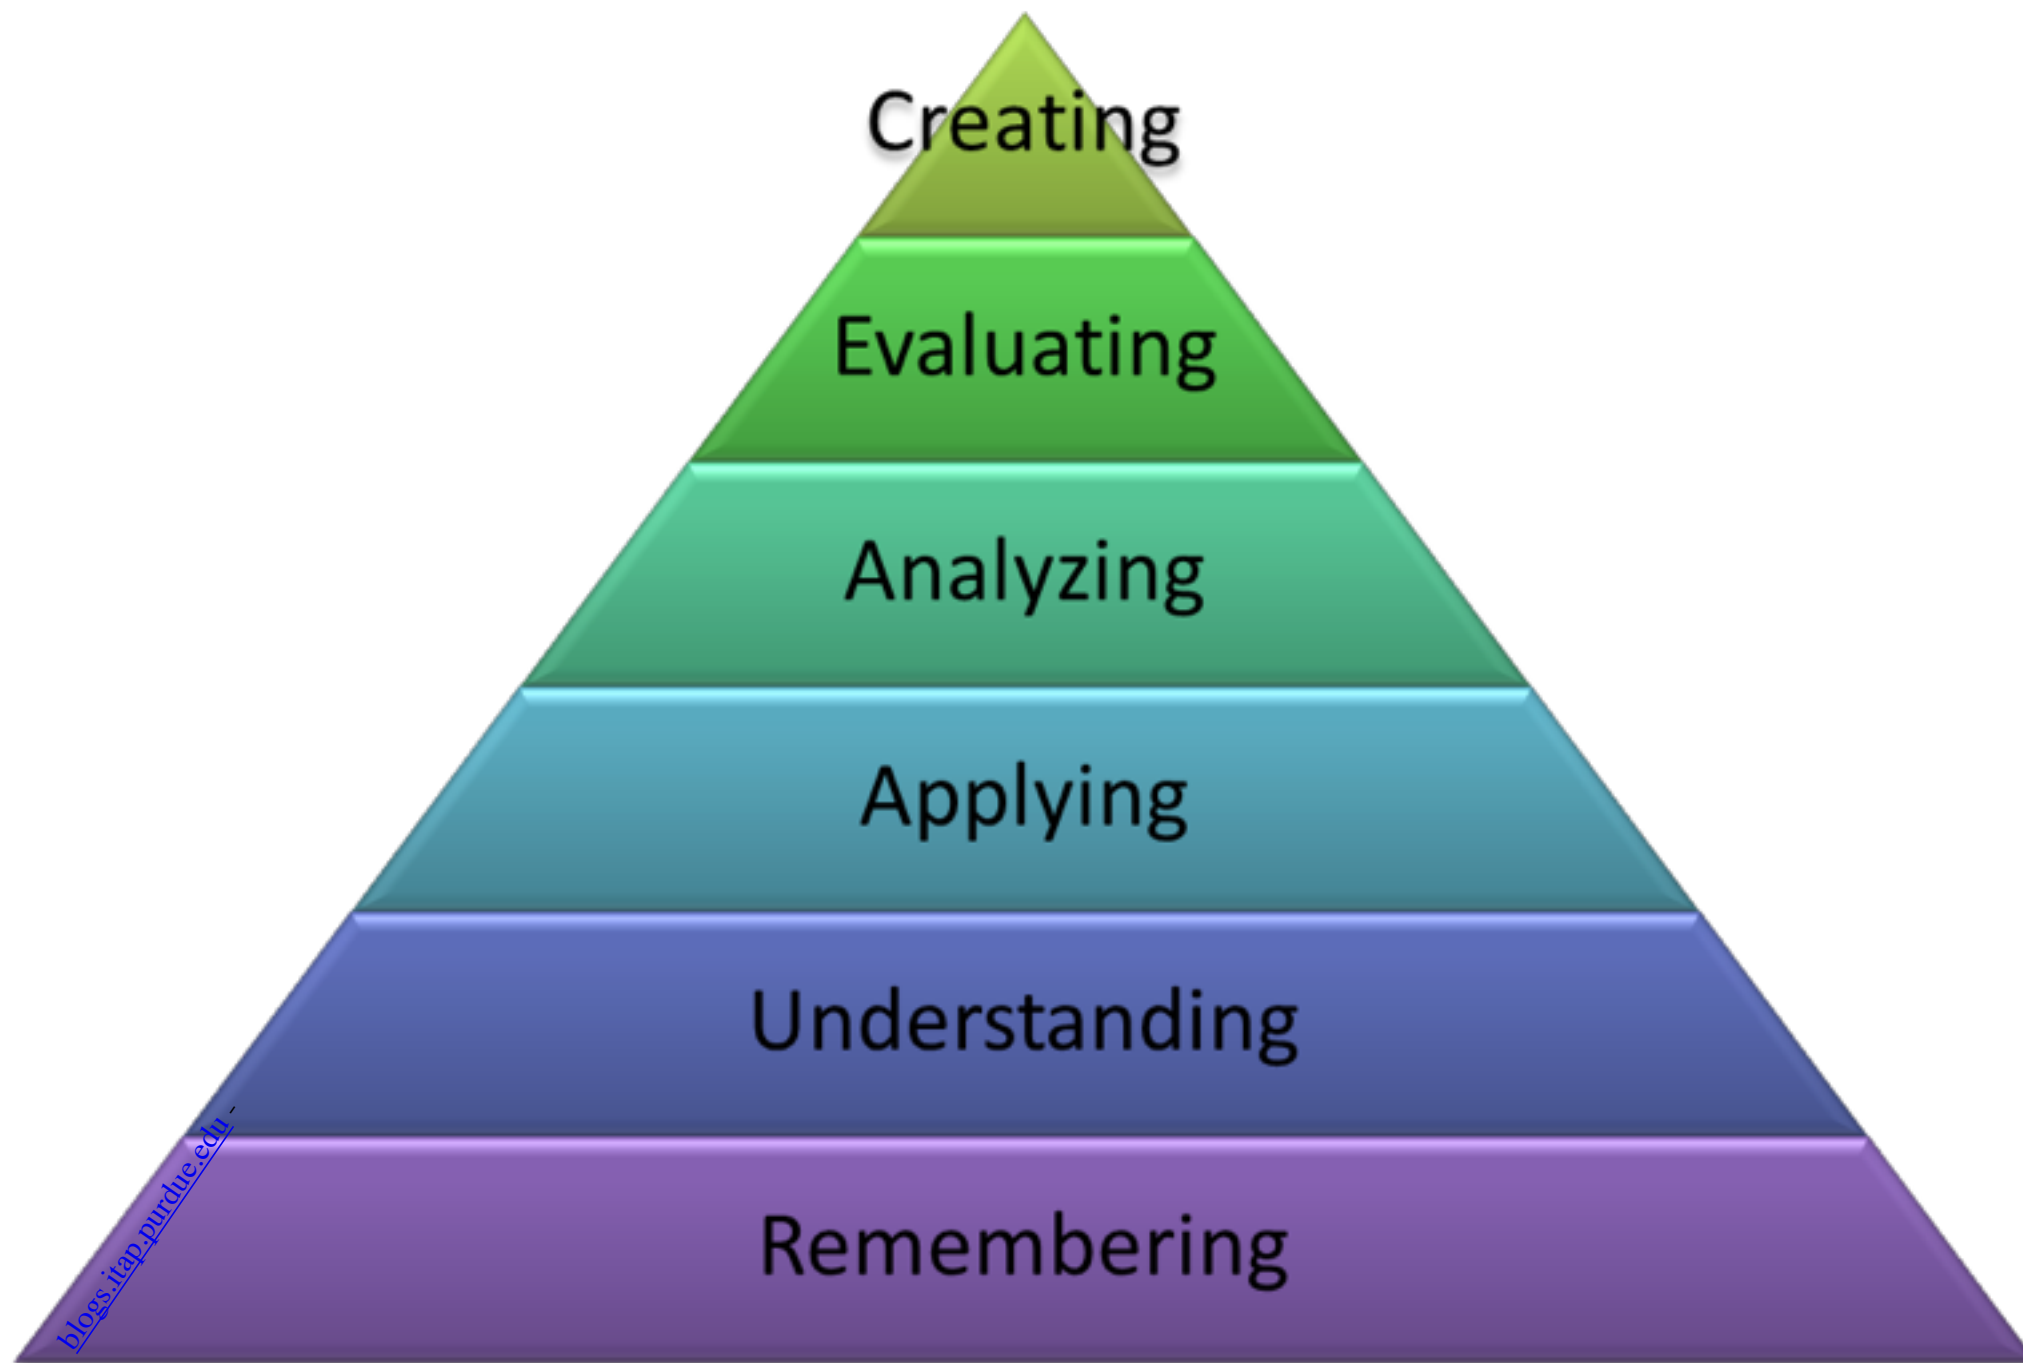 Creating
Evaluating
Analyzing
Applying
Understanding
Remembering
blogs.itap.purdue.edu -